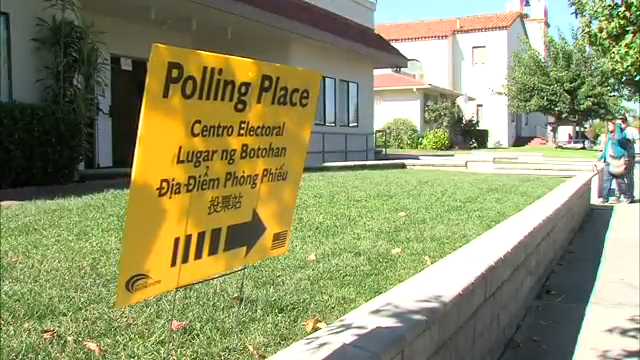 Polling Place
Centro Electoral
Lugar ng Botohan
Địa Điểm Phòng Phiếu
投票站